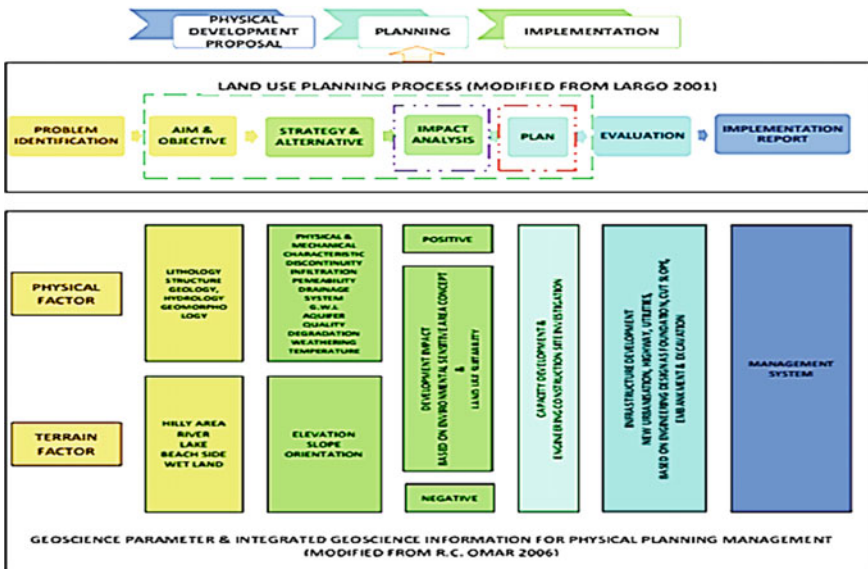 PHYSICAL
DEVELOPMENT
PROPOSAL
PLANNING
IMPLEMENTATION
LAND USE PLANNING PROCESS (MODIFIED FROM LARGO 2001)
PROBLEM
IDENTIFICATION
AIM &
OBJECTIVE
STRATEGY &
ALTERNATIVE
IMPACT
ANALYSIS
PLAN
EVALUATION
IMPLEMENTATION
REPORT
PHYSICAL
FACTOR
LITHOLOGY
STRUCTURE
GEOLOGY,
HYDROLOGY
GEOMORPHO
LOGY
PHYSICAL &
MECHANICAL
CHARACTERISTIC
DISCONTINUITY
INFILTRATION
PEMEABILITY
DRAINAGE
SYSTEM
G.W.L
AQUIFER
QUALITY
DEGRADATION
WEATHERING
TEMPERATURE
POSITIVE
DEVELOPMENT IMPACT
BASED ON ENVIRONMENTAL SENSITIVE AREA CONCEPT
&
LAND USE SUITABILITY
NEGATIVE
CAPACITY DEVELOPMENT &
ENGINEERING CONSTRUCTION SITE INVESTIGATION
INFRASTRUCTURE DEVELOPMENT
NEW URBANISATION, HIGHWAY, UTILITIES,
BASED ON ENGINEERING DESIGN AS FOUNDATION, CUT SLOPE,
EMBANKMENT & EXCAVATION
MANAGEMENT
SYSTEM
TERRAIN
FACTOR
HILLY AREA
RIVER
LAKE
BEACH SIDE
WET LAND
ELEVATION
SLOPE
ORIENTATION
GEOSCIENCE PARAMETER & INTEGRATED GEOSCIENCE INFORMATION FOR PHYSICAL PLANNING MANAGEMENT
(MODIFIED FROM R.C. OMAR 2006)